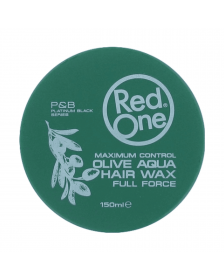 P&B
PLATINUM BLACK
SERIES
Red®
One
MAXIMUM CONTROL
OLIVE AQUA
HAIR WAX
FULL FORCE
150ml e